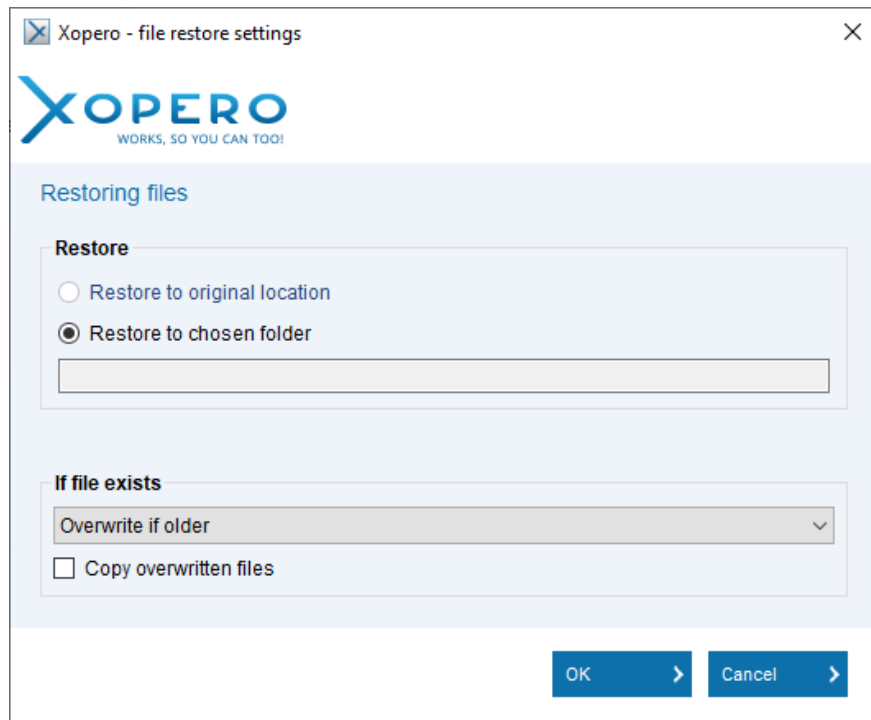 Xopero - file restore settings
XOPERO
WORKS, SO YOU CAN TOO!
Restoring files
Restore
Restore to original location
Restore to chosen folder
If file exists
Overwrite if older
Copy overwritten files
OK
Cancel